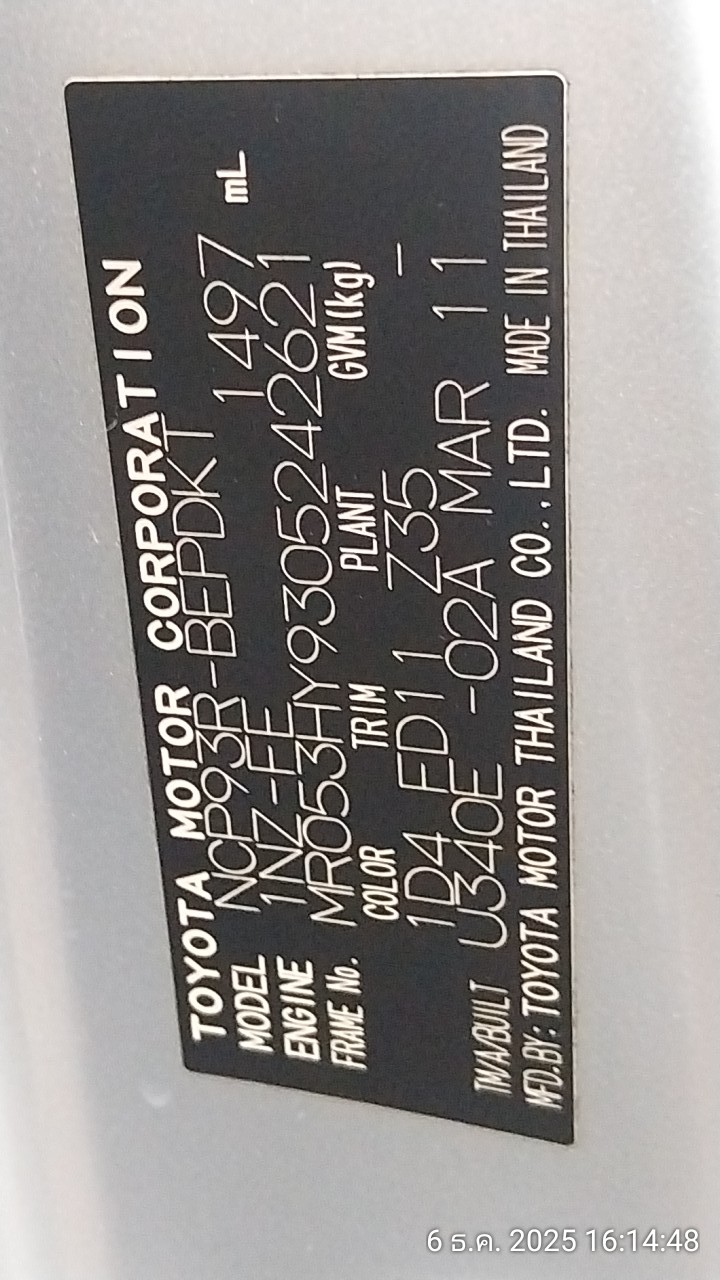 TOYOTA MOTOR CORPORATION
MODEL NCP93R-BEPDKT 1497 mL
ENGINE 1NZ-FE
FRAME No. MR053HY9305242621
COLOR TRIM PLANT GVM(kg)
1D4 FD11 Z35 -
TM/A/BUILT U340E -02A MAR 11
MFD.BY: TOYOTA MOTOR THAILAND CO.,LTD. MADE IN THAILAND
6 ธ.ค. 2025 16:14:48